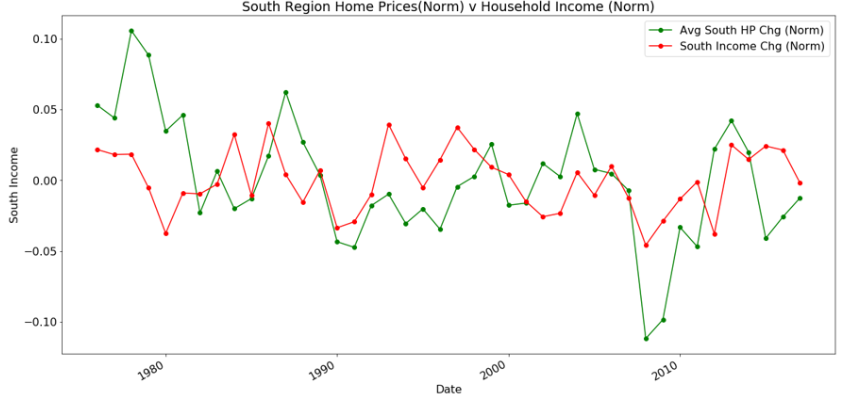 South Region Home Prices(Norm) v Household Income (Norm)
Avg South HP Chg (Norm)
South Income Chg (Norm)
0.10
0.05
0.00
−0.05
−0.10
South Income
1980
1990
2000
2010
Date